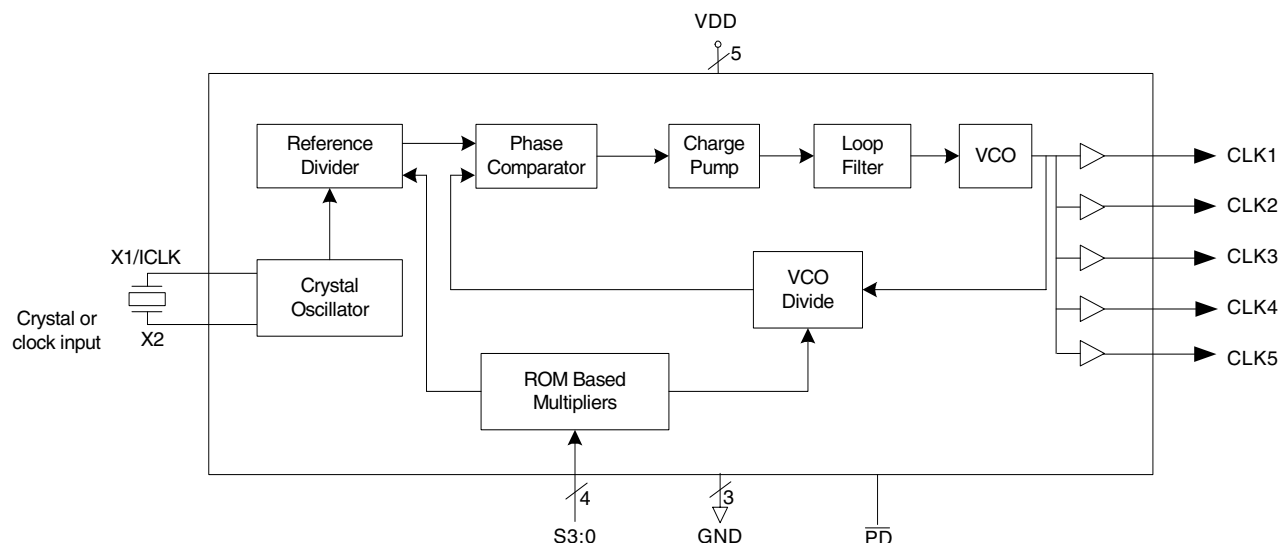 VDD
5
Reference
Divider
Phase
Comparator
Charge
Pump
Loop
Filter
VCO
CLK1
CLK2
CLK3
CLK4
CLK5
X1/ICLK
Crystal
Oscillator
VCO
Divide
Crystal or
clock input
X2
ROM Based
Multipliers
4
3
S3:0
GND
PD